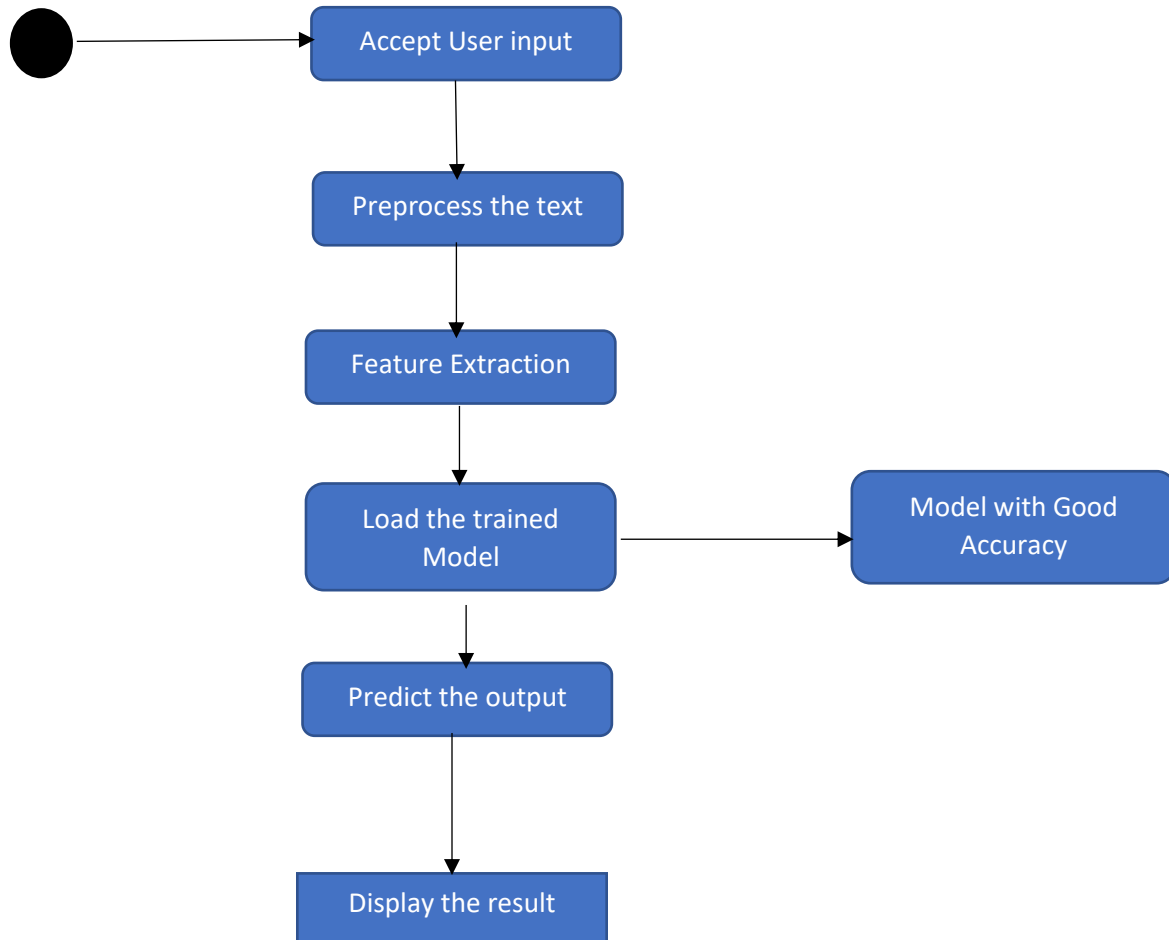 Accept User input
Preprocess the text
Feature Extraction
Load the trained
Model
Model with Good
Accuracy
Predict the output
Display the result